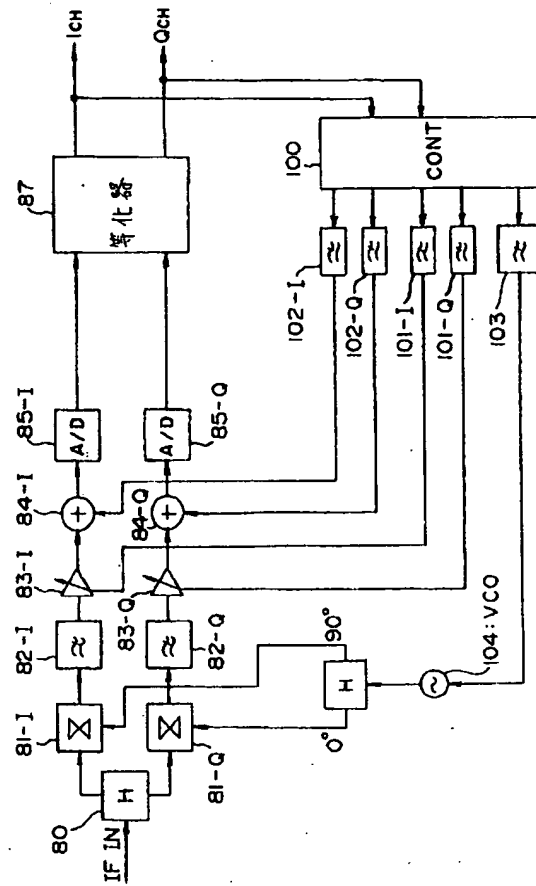 IF IN
80
H
81-I
81-Q
82-I
82-Q
83-I
83-Q
84-I
+
84-Q
+
85-I
A/D
85-Q
A/D
87
等化器
ICH
QCH
100
CONT
102-I
102-Q
101-I
101-Q
103
104:VCO
H
0°
90°